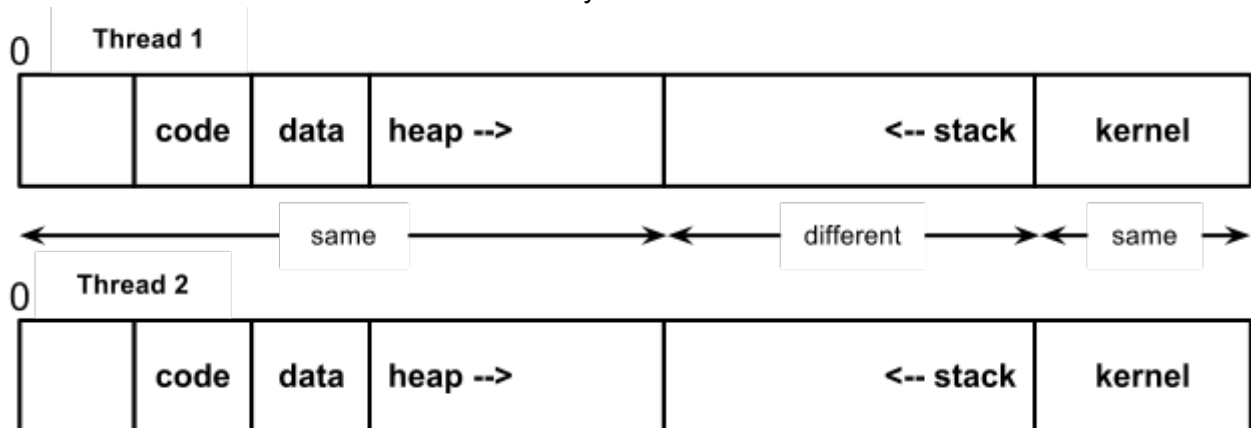 Thread 1
0
code data heap --> <-- stack kernel
same different same
Thread 2
0
code data heap --> <-- stack kernel